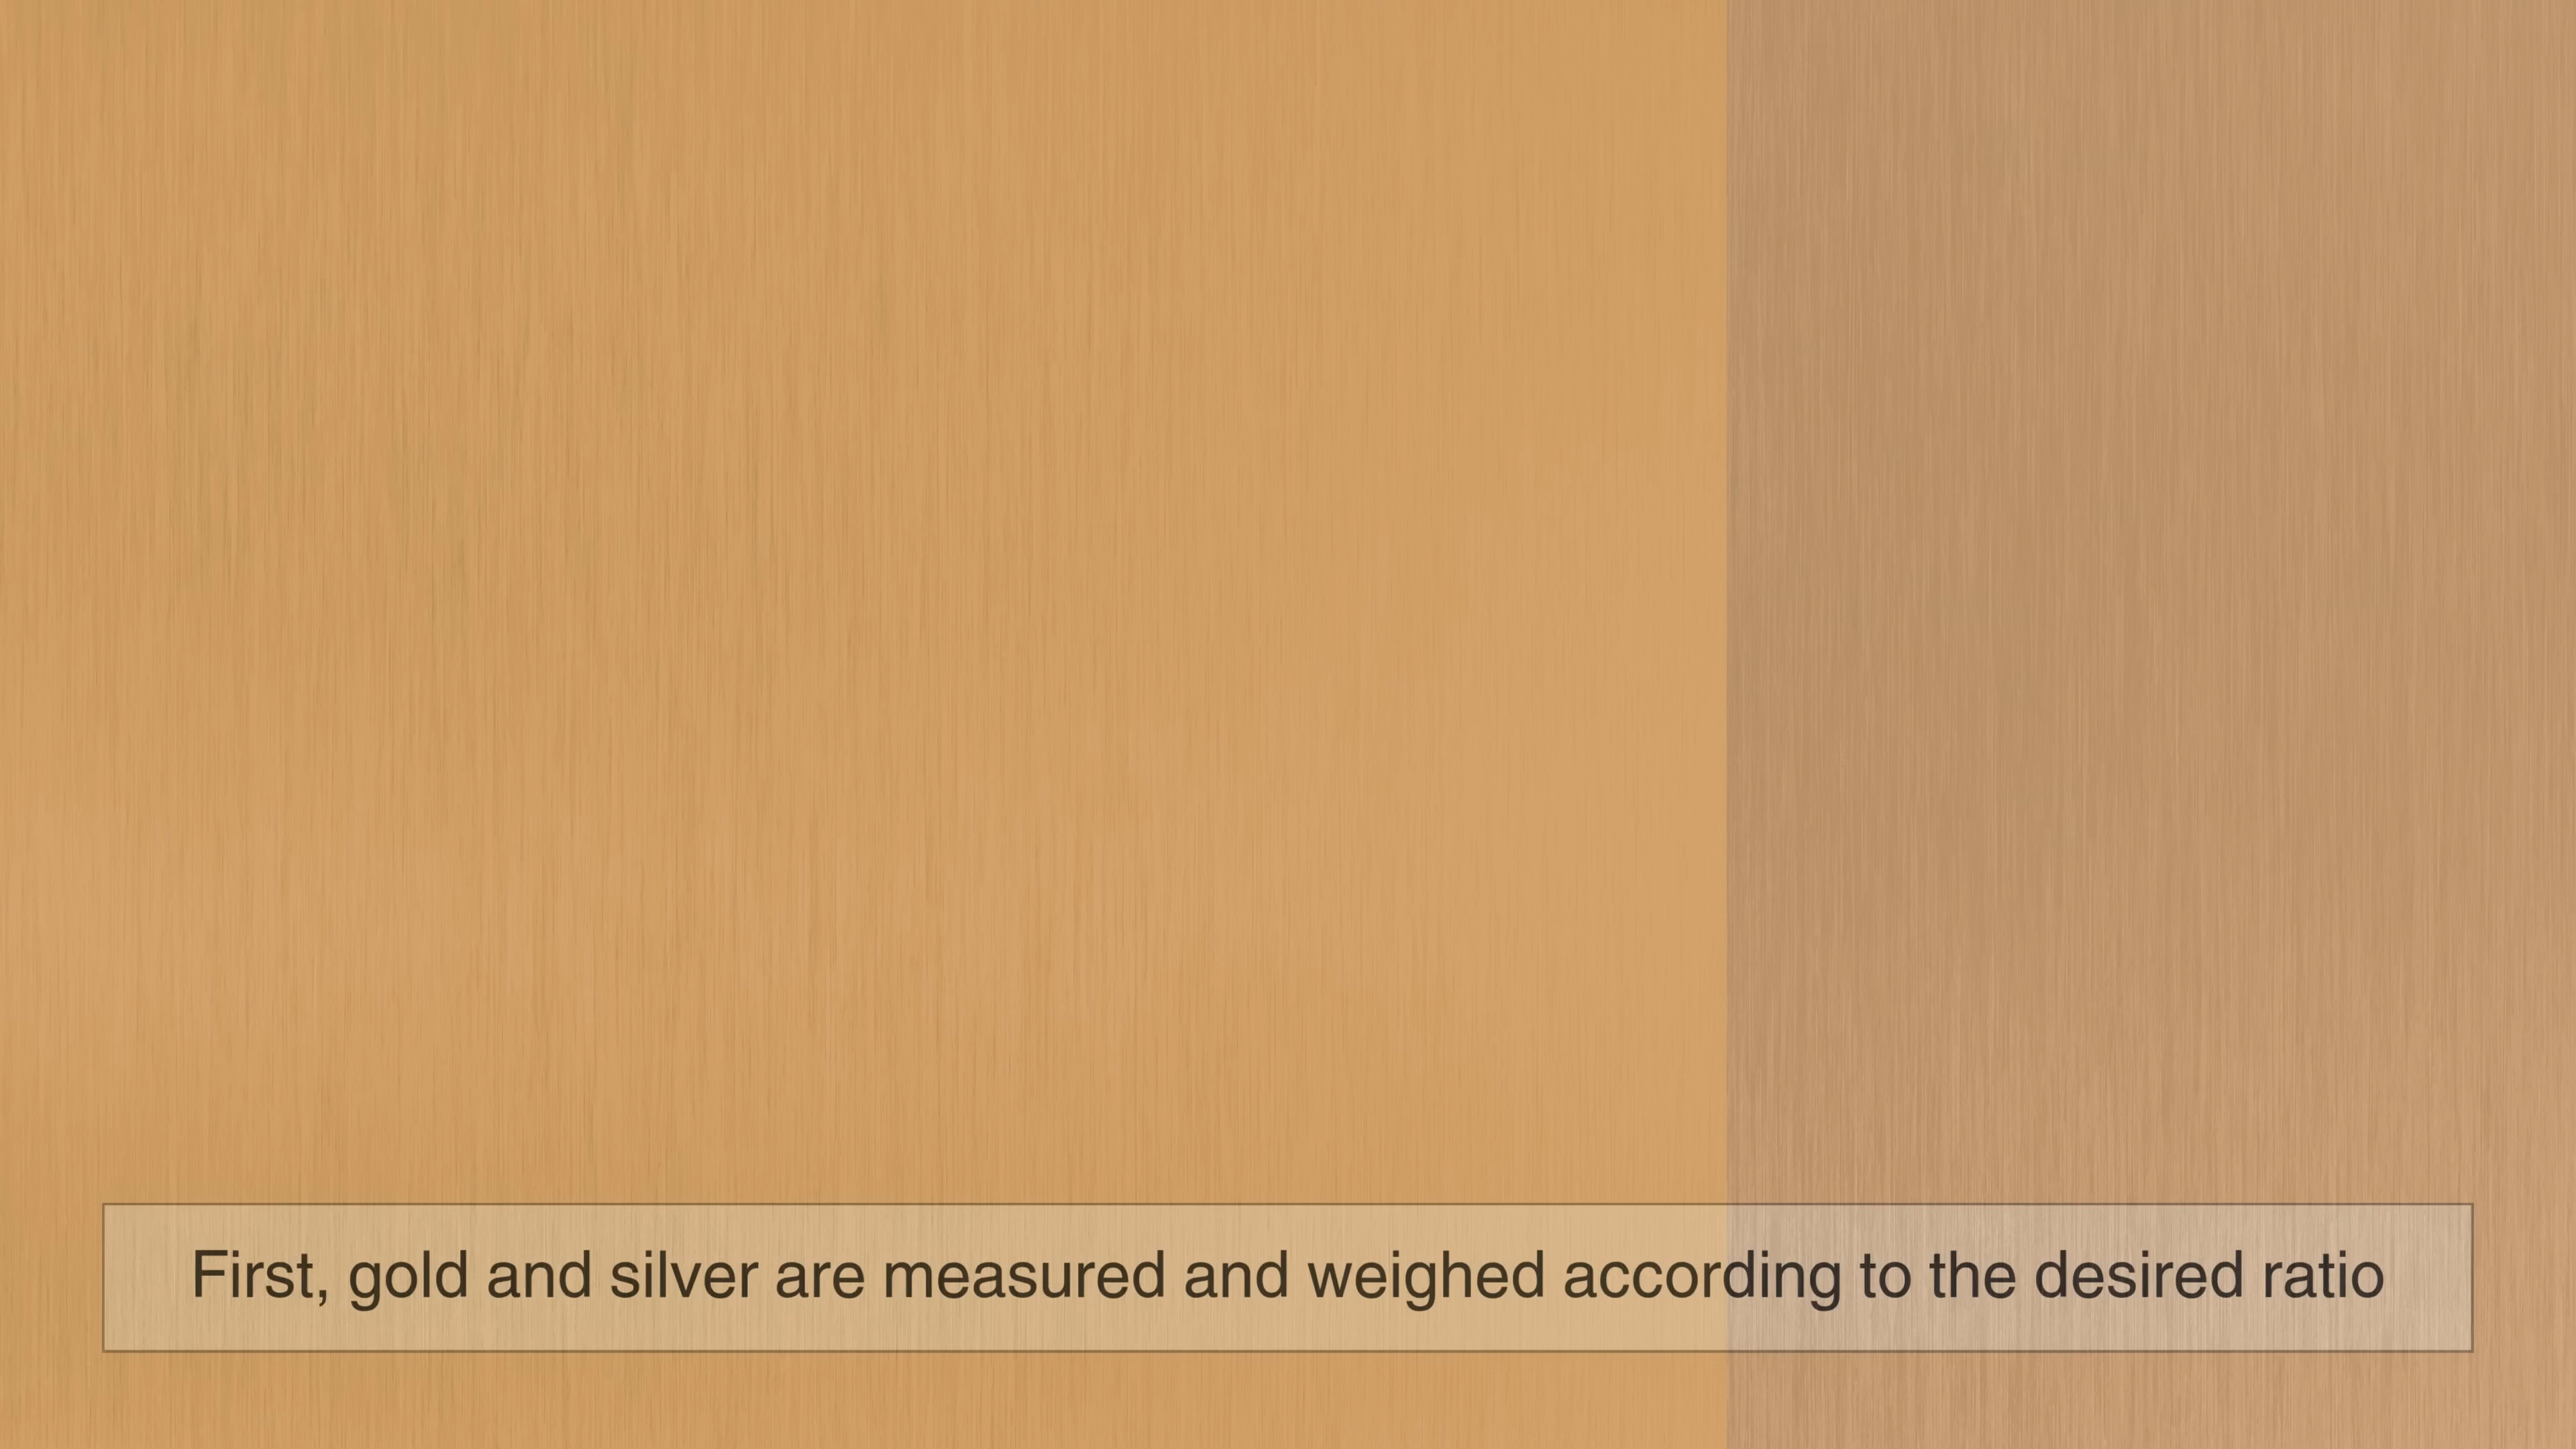 First, gold and silver are measured and weighed according to the desired ratio